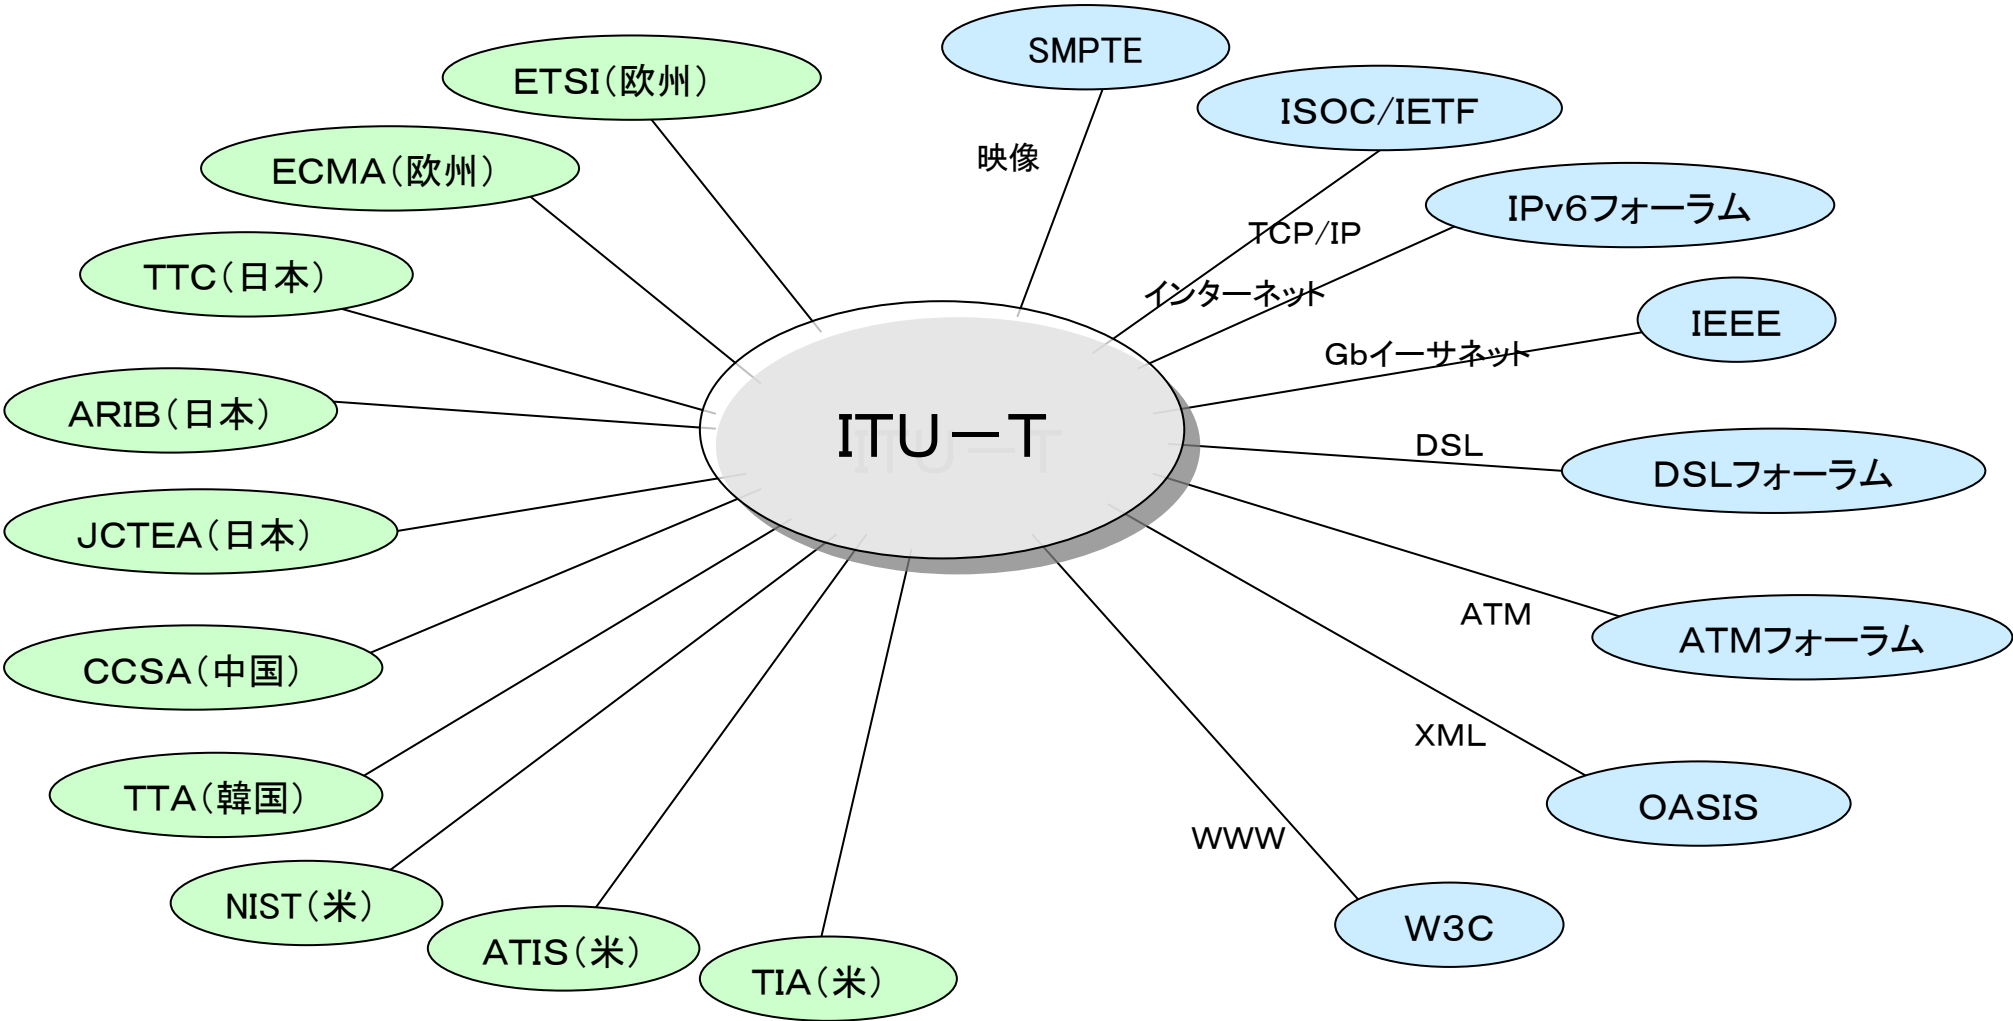 SMPTE
ETSI（欧州）
ISOC/IETF
映像
ECMA（欧州）
IPv6フォーラム
TCP/IP
TTC（日本）
インターネット
IEEE
Gbイーサネット
ARIB（日本）
ITU－T
DSL
DSLフォーラム
JCTEA（日本）
ATM
ATMフォーラム
CCSA（中国）
XML
TTA（韓国）
OASIS
WWW
NIST（米）
W3C
ATIS（米）
TIA（米）